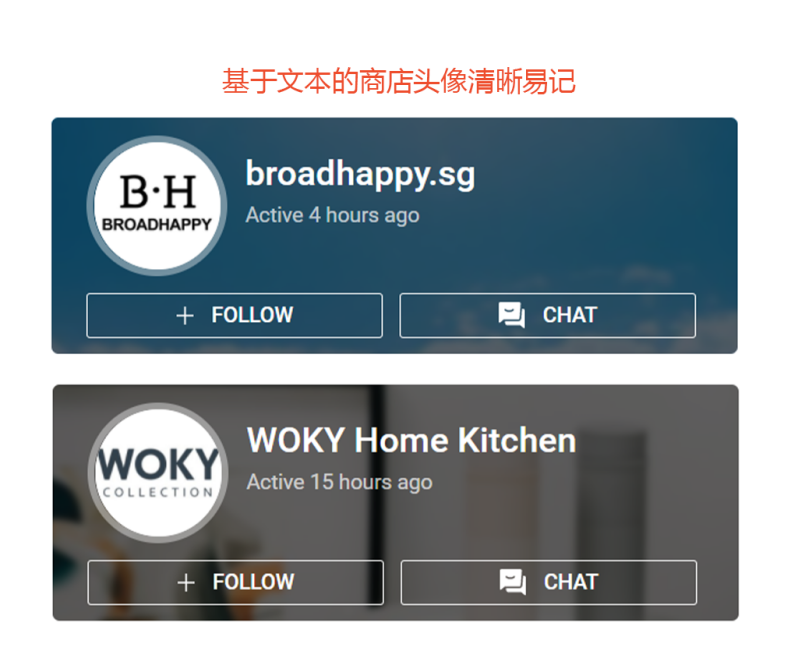 基于文本的商店头像清晰易记
B·H
BROADHAPPY
broadhappy.sg
Active 4 hours ago
+ FOLLOW
CHAT
WOKY
COLLECTION
WOKY Home Kitchen
Active 15 hours ago
+ FOLLOW
CHAT